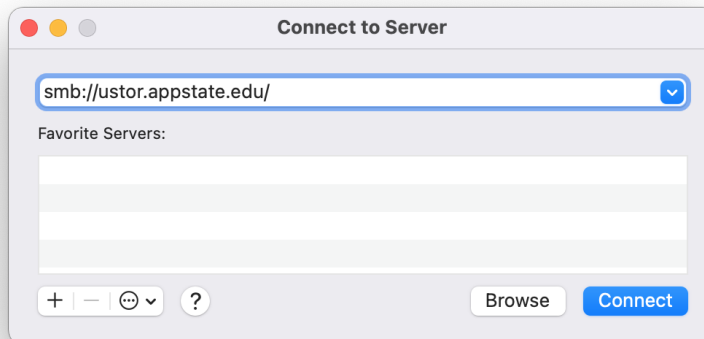 Connect to Server
smb://ustor.appstate.edu/
Favorite Servers:
? Browse Connect